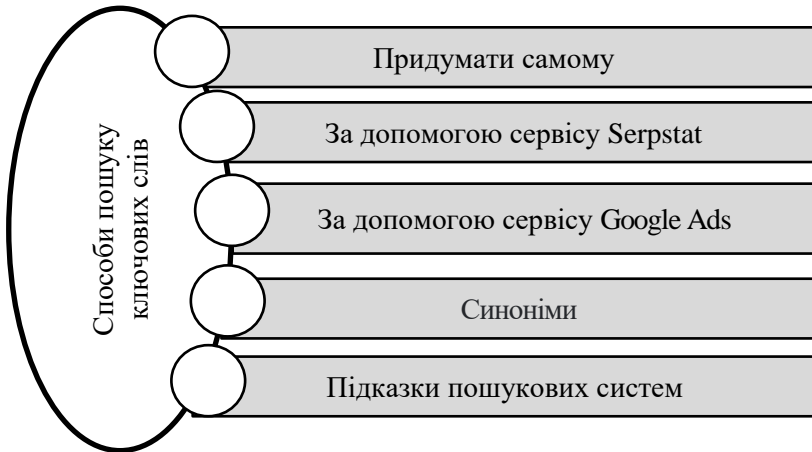 Способи пошуку
ключових слів
Придумати самому
За допомогою сервісу Serpstat
За допомогою сервісу Google Ads
Синоніми
Підказки пошукових систем